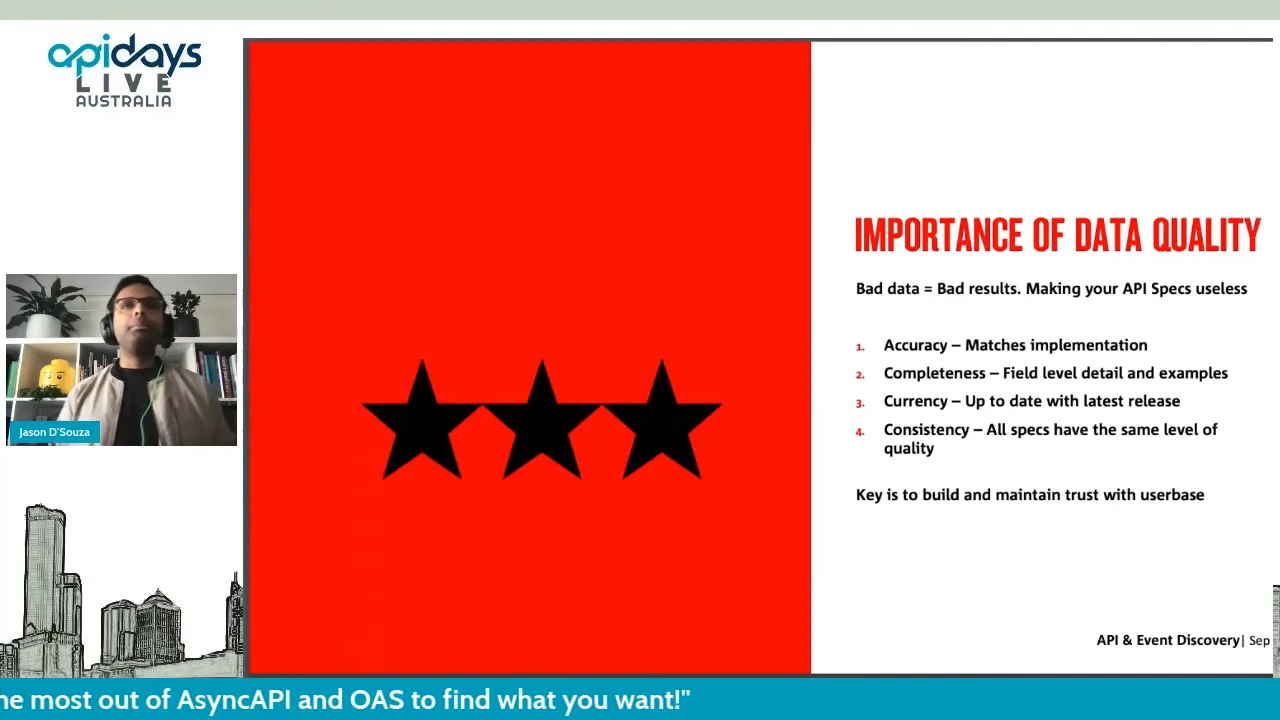 apidays
LIVE
AUSTRALIA
IMPORTANCE OF DATA QUALITY
Bad data = Bad results. Making your API Specs useless
1. Accuracy – Matches implementation
2. Completeness – Field level detail and examples
3. Currency – Up to date with latest release
4. Consistency – All specs have the same level of
quality
Key is to build and maintain trust with userbase
Jason D'Souza
API & Event Discovery| Sep
he most out of AsyncAPI and OAS to find what you want!"